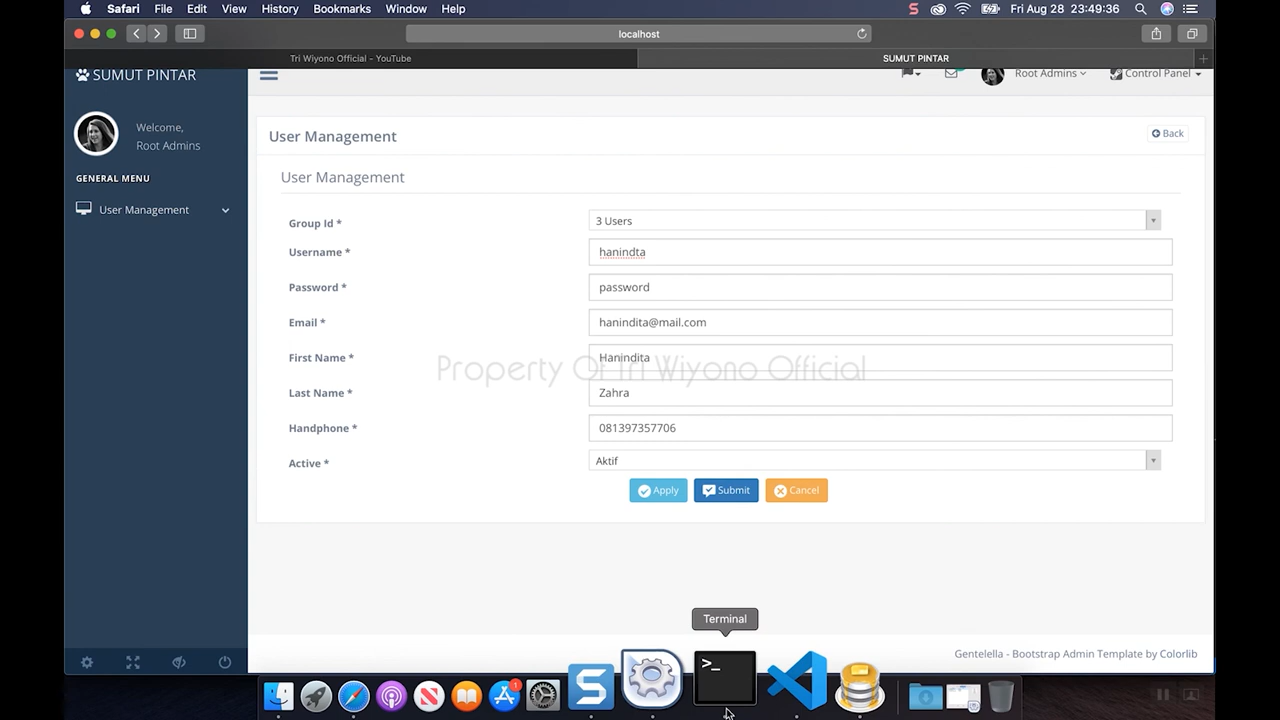 Safari File Edit View History Bookmarks Window Help
Fri Aug 28 23:49:36
localhost
Tri Wiyono Official – YouTube
SUMUT PINTAR
SUMUT PINTAR
Root Admins
Control Panel
Welcome,
Root Admins
GENERAL MENU
User Management
User Management
Back
User Management
Group Id *
3 Users
Username *
hanindta
Password *
password
Email *
hanindita@mail.com
First Name *
Hanindita
Property Of Tri Wiyono Official
Last Name *
Zahra
Handphone *
081397357706
Active *
Aktif
Apply
Submit
Cancel
Terminal
Gentelella - Bootstrap Admin Template by Colorlib